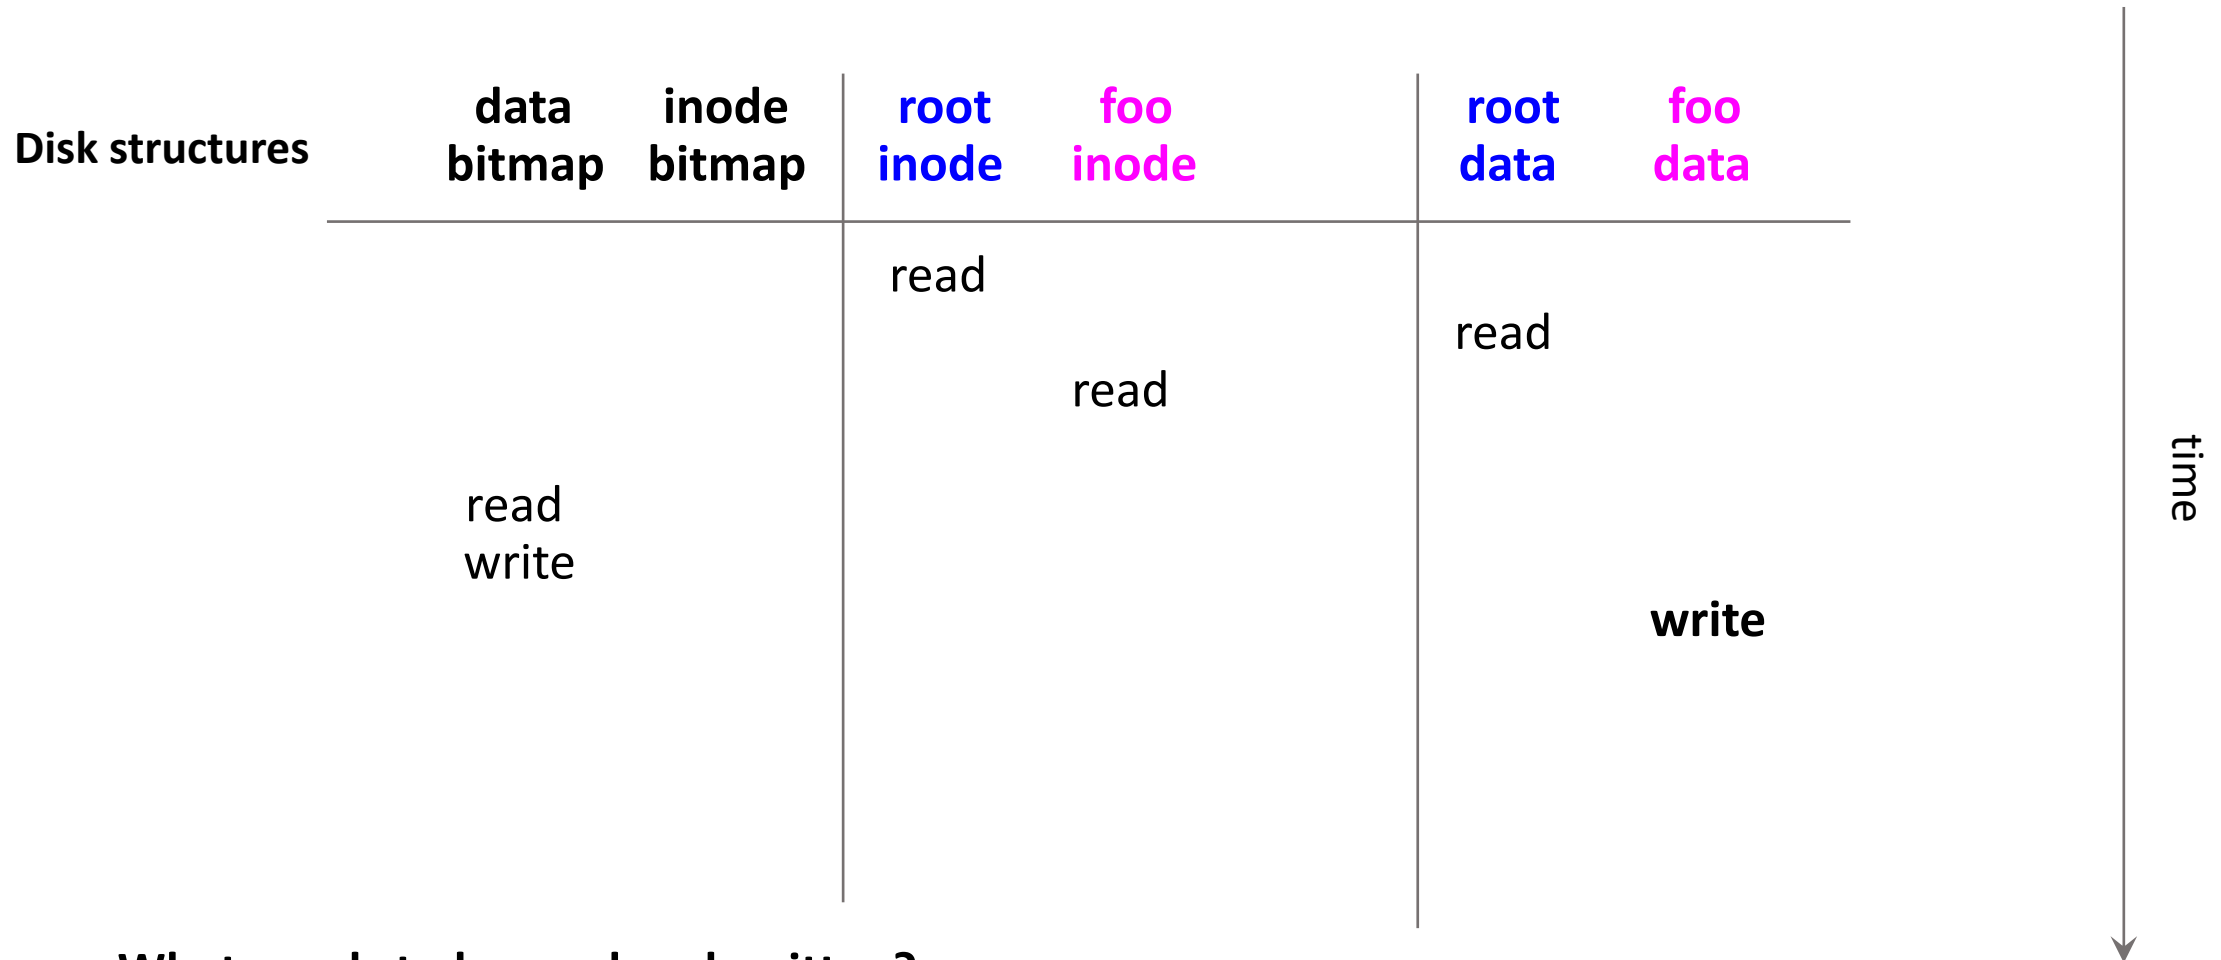 Disk structures
data bitmap
inode bitmap
root inode
foo inode
root data
foo data
read
read
read
read
write
write
time